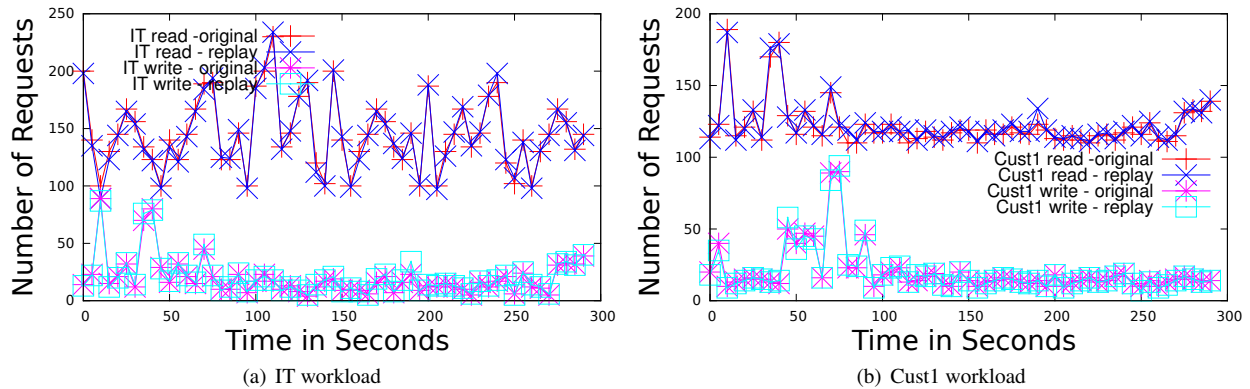 Number of Requests
250
200
150
100
50
0
IT read -original
IT read - replay
IT write - original
IT write - replay
0
50
100
150
200
250
300
Time in Seconds
(a) IT workload
Number of Requests
200
150
100
50
0
Cust1 read -original
Cust1 read - replay
Cust1 write - original
Cust1 write - replay
0
50
100
150
200
250
300
Time in Seconds
(b) Cust1 workload